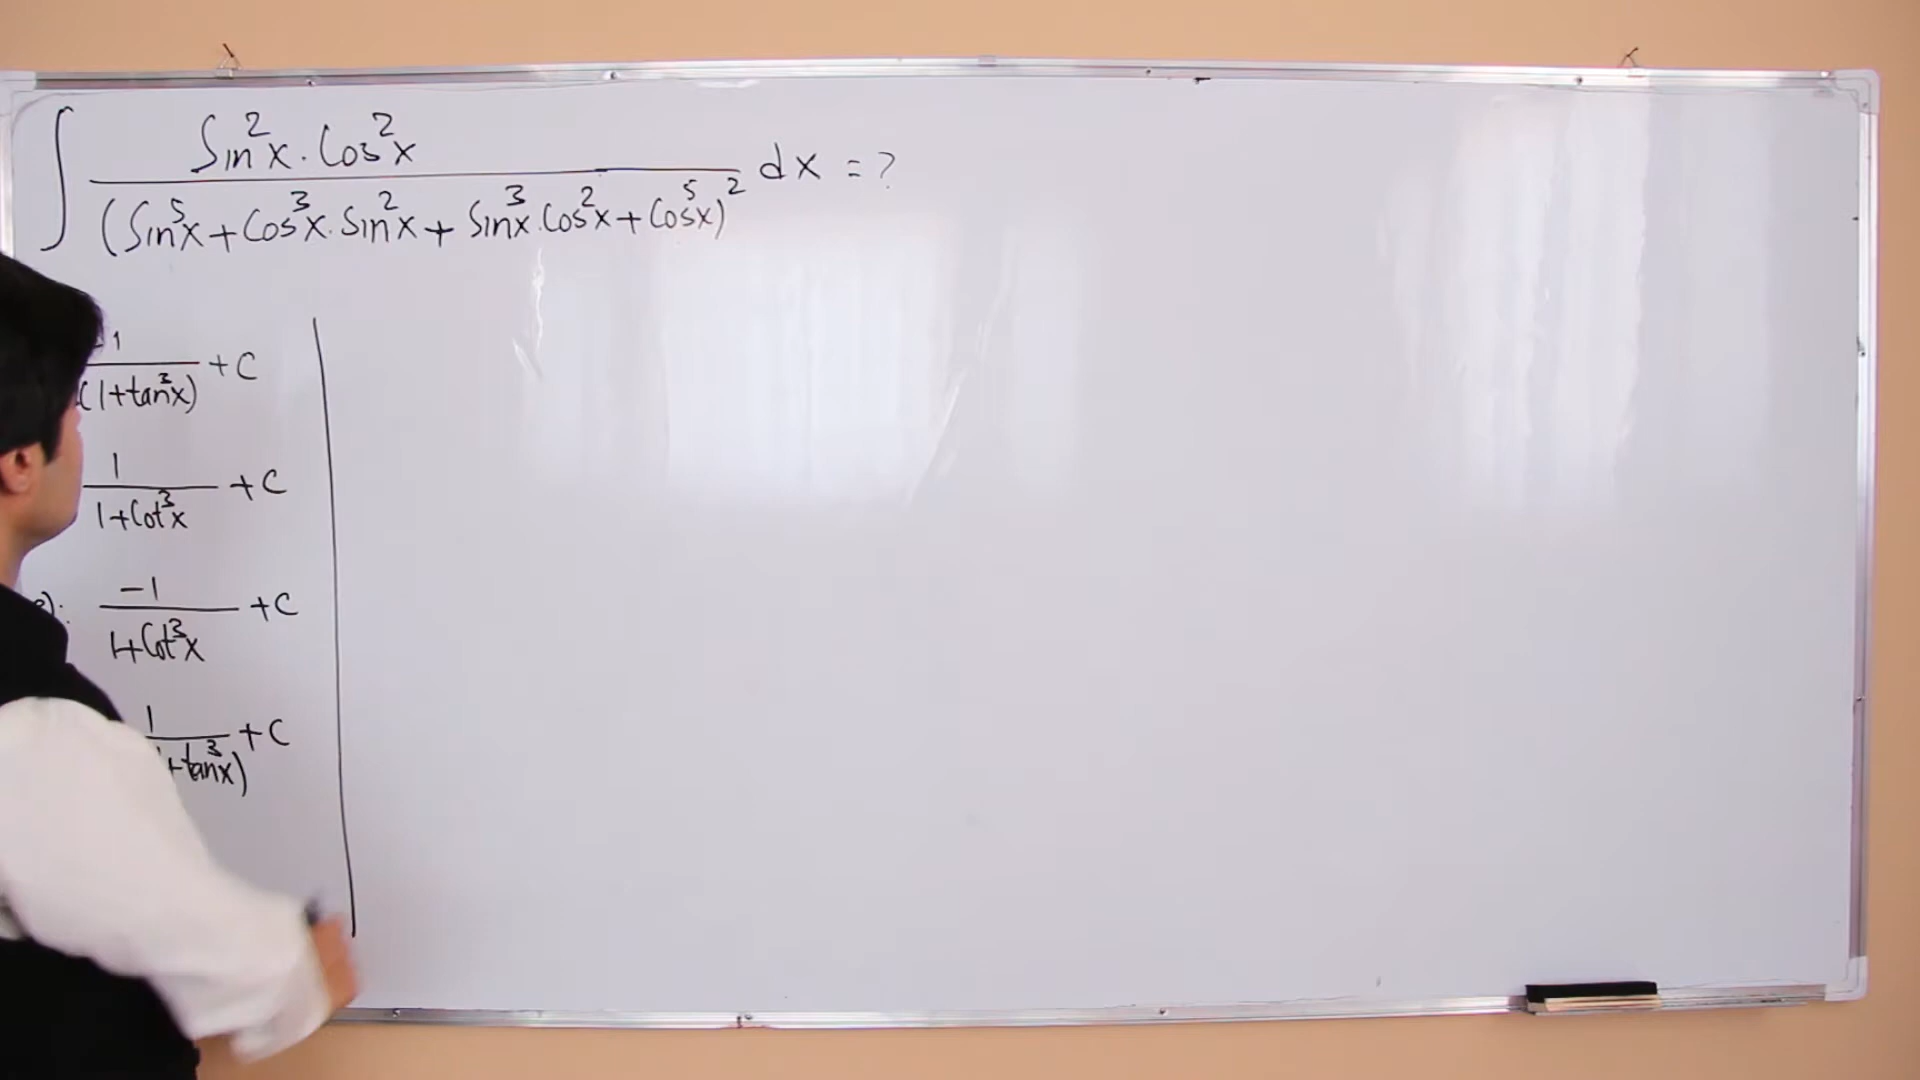 ∫ Sin²x · Cos²x / (Sin⁵x + Cos³x · Sin²x + Sin³x · Cos²x + Cos⁵x)² dx = ?
-1 / (1+tan³x) + C
1 / 1+Cot³x + C
): -1 / 1+Cot³x + C
1 / +tan³x) + C